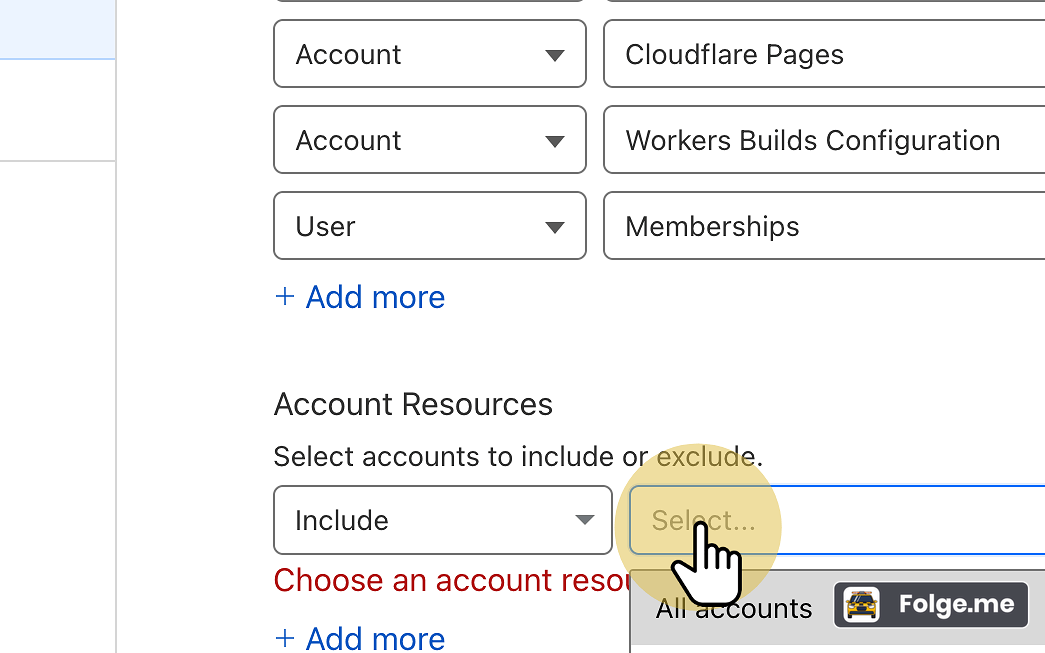 Account Cloudflare Pages
Account Workers Builds Configuration
User Memberships
+ Add more
Account Resources
Select accounts to include or exclude.
Include Select...
Choose an account
All accounts
Folge.me
+ Add more